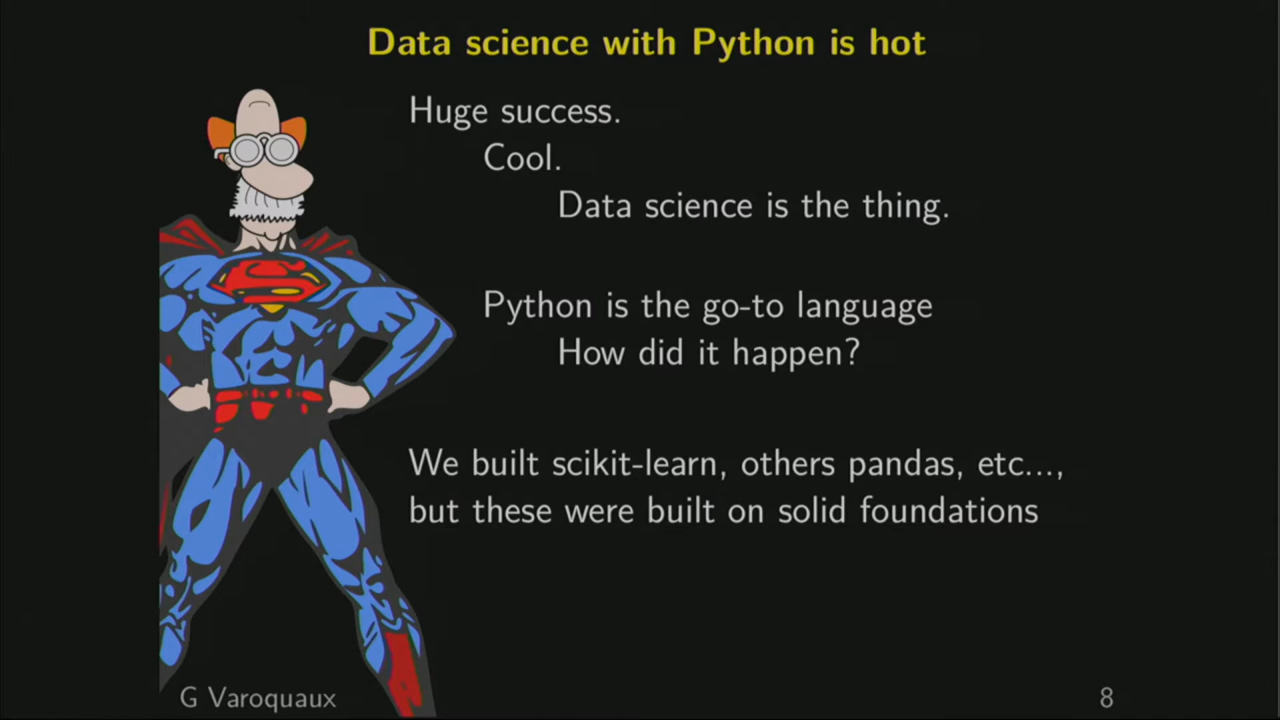 Data science with Python is hot
Huge success.
Cool.
Data science is the thing.
Python is the go-to language
How did it happen?
We built scikit-learn, others pandas, etc...,
but these were built on solid foundations
G Varoquaux
8